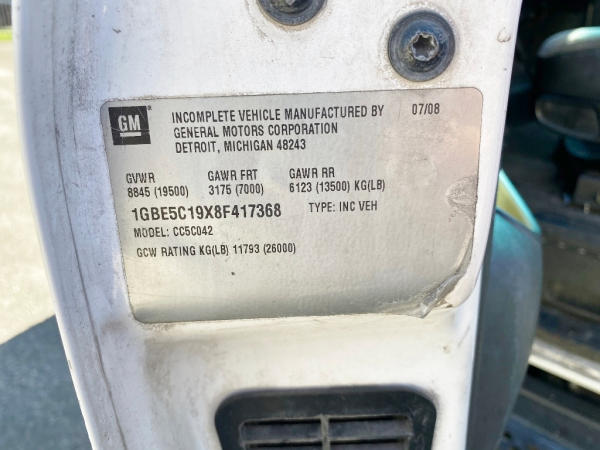 GM
INCOMPLETE VEHICLE MANUFACTURED BY 07/08
GENERAL MOTORS CORPORATION
DETROIT, MICHIGAN 48243
GVWR GAWR FRT GAWR RR
8845 (19500) 3175 (7000) 6123 (13500) KG(LB)
1GBE5C19X8F417368 TYPE: INC VEH
MODEL: CC5C042
GCW RATING KG(LB) 11793 (26000)